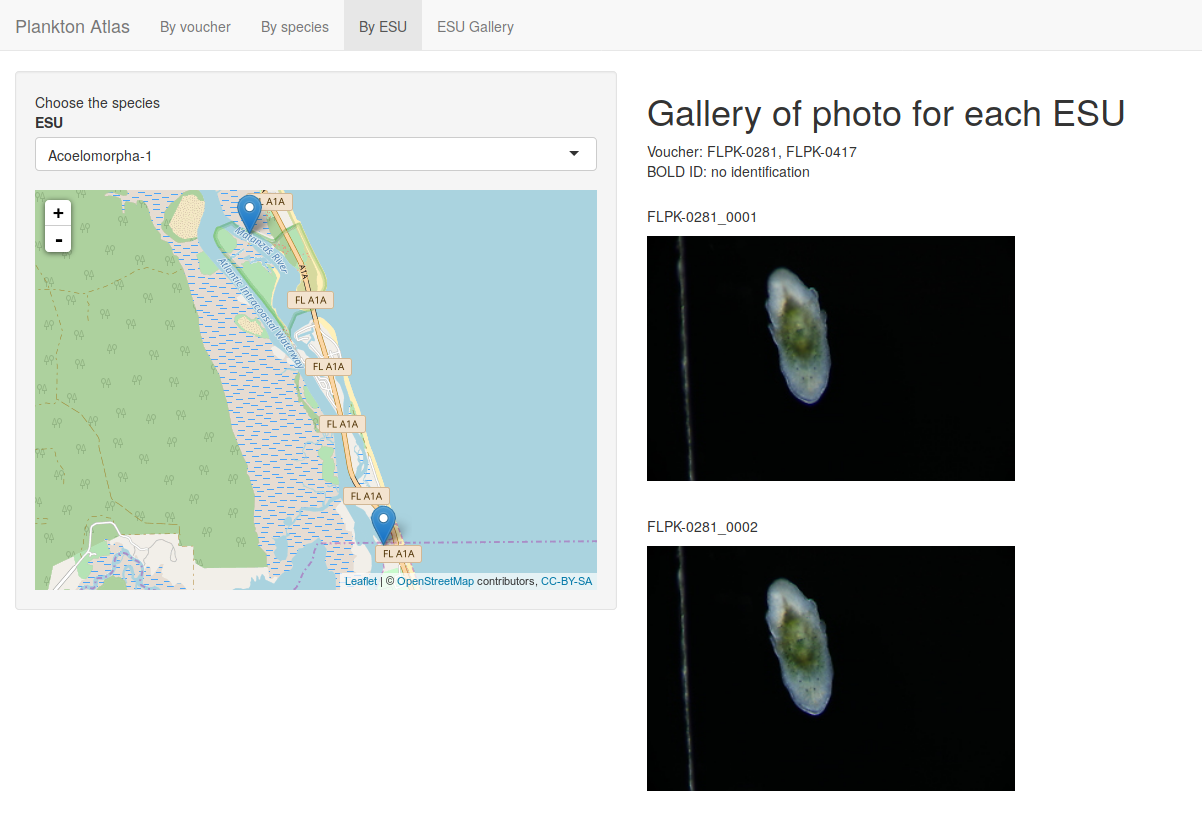 Plankton Atlas By voucher By species By ESU ESU Gallery
Choose the species
ESU
Acoelomorpha-1
+
-
A1A
Matanzas River
A1A
Atlantic Intracoastal Waterway
FL A1A
FL A1A
FL A1A
FL A1A
FL A1A
Leaflet | © OpenStreetMap contributors, CC-BY-SA
Gallery of photo for each ESU
Voucher: FLPK-0281, FLPK-0417
BOLD ID: no identification
FLPK-0281_0001
FLPK-0281_0002